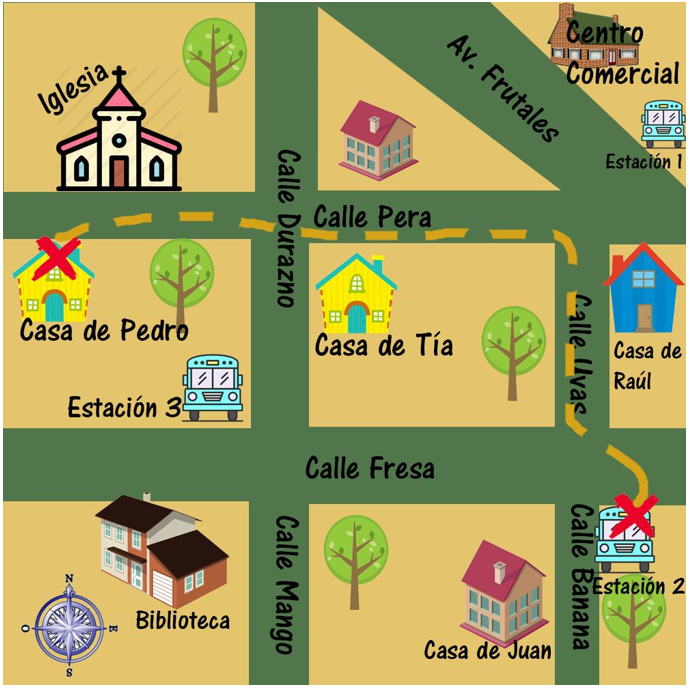 Iglesia
Av. Frutales
Centro
Comercial
Estación 1
Calle Durazno
Calle Pera
Casa de Pedro
Casa de Tía
Calle Uvas
Casa de
Raúl
Estación 3
Calle Fresa
Biblioteca
Calle Mango
Casa de Juan
Calle Banana
Estación 2
N
O
E
S